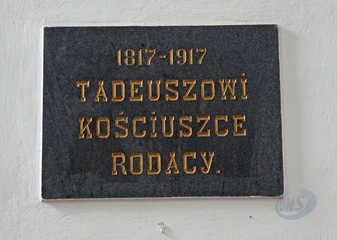 1817-1917
TADEUSZOWI
KOŚCIUSZCE
RODACY.